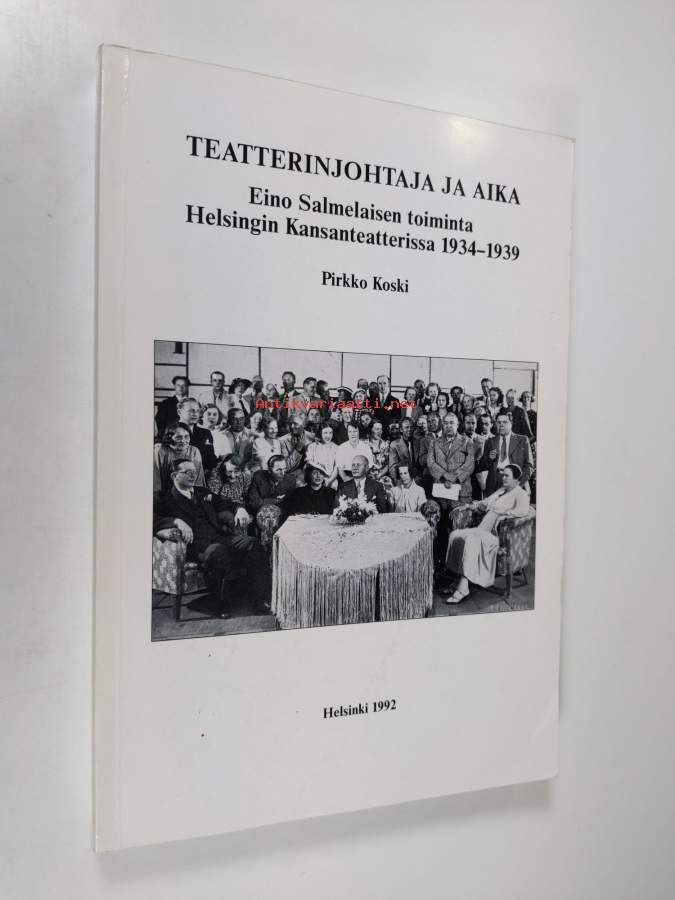 TEATTERINJOHTAJA JA AIKA
Eino Salmelaisen toiminta
Helsingin Kansanteatterissa 1934–1939
Pirkko Koski
Antikvariaatti.net
Helsinki 1992